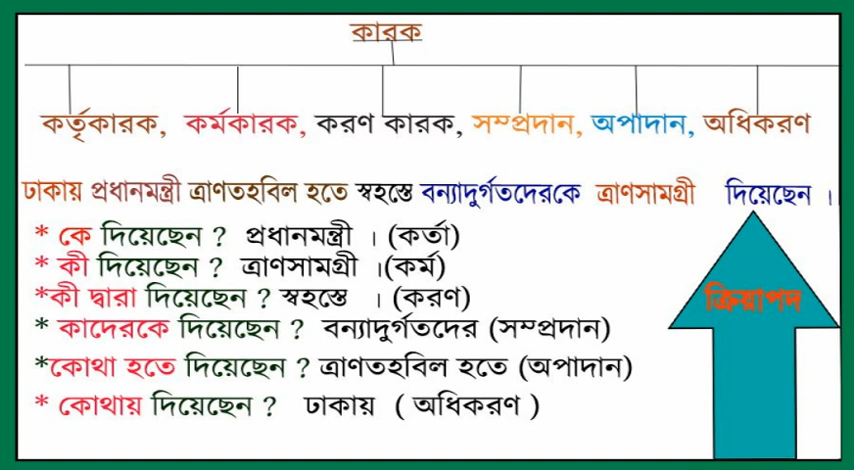 কারক
কর্তৃকারক, কর্মকারক, করণ কারক, সম্প্রদান, অপাদান, অধিকরণ
ঢাকায় প্রধানমন্ত্রী ত্রাণতহবিল হতে স্বহস্তে বন্যাদুর্গতদেরকে ত্রাণসামগ্রী দিয়েছেন ।
* কে দিয়েছেন ? প্রধানমন্ত্রী । (কর্তা)
* কী দিয়েছেন ? ত্রাণসামগ্রী ।(কর্ম)
*কী দ্বারা দিয়েছেন ? স্বহস্তে । (করণ)
* কাদেরকে দিয়েছেন ? বন্যাদুর্গতদের (সম্প্রদান)
*কোথা হতে দিয়েছেন ? ত্রাণতহবিল হতে (অপাদান)
* কোথায় দিয়েছেন ? ঢাকায় ( অধিকরণ )
ক্রিয়াপদ